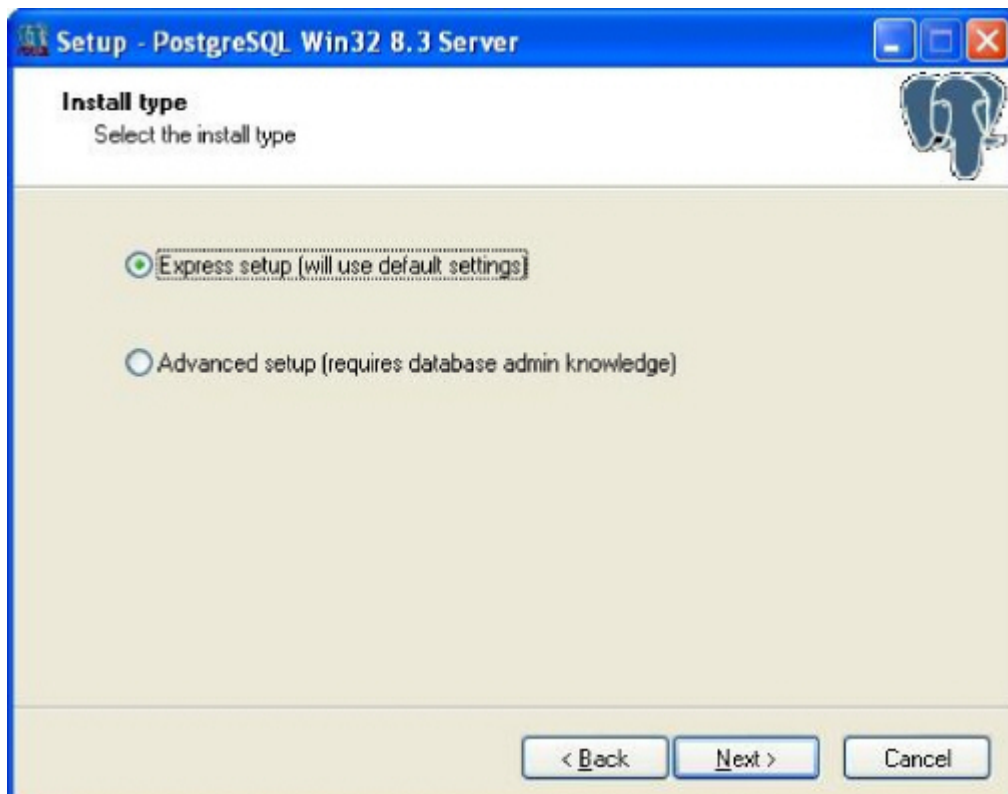 Setup - PostgreSQL Win32 8.3 Server
Install type
Select the install type
Express setup (will use default settings)
Advanced setup (requires database admin knowledge)
< Back
Next >
Cancel